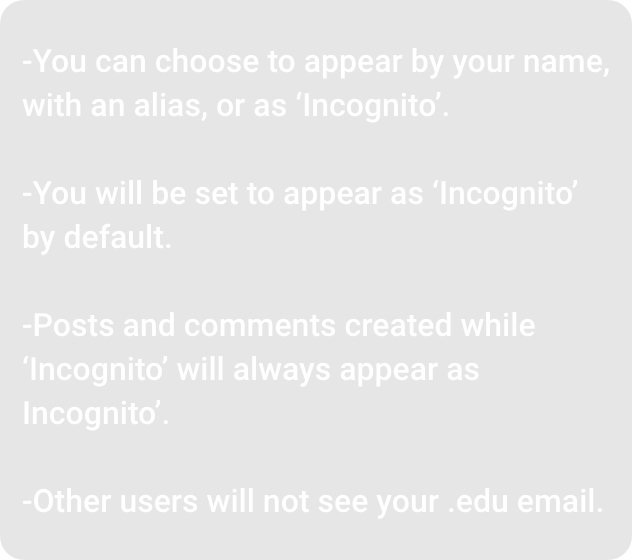 -You can choose to appear by your name,
with an alias, or as ‘Incognito’.
-You will be set to appear as ‘Incognito’
by default.
-Posts and comments created while
‘Incognito’ will always appear as
Incognito’.
-Other users will not see your .edu email.